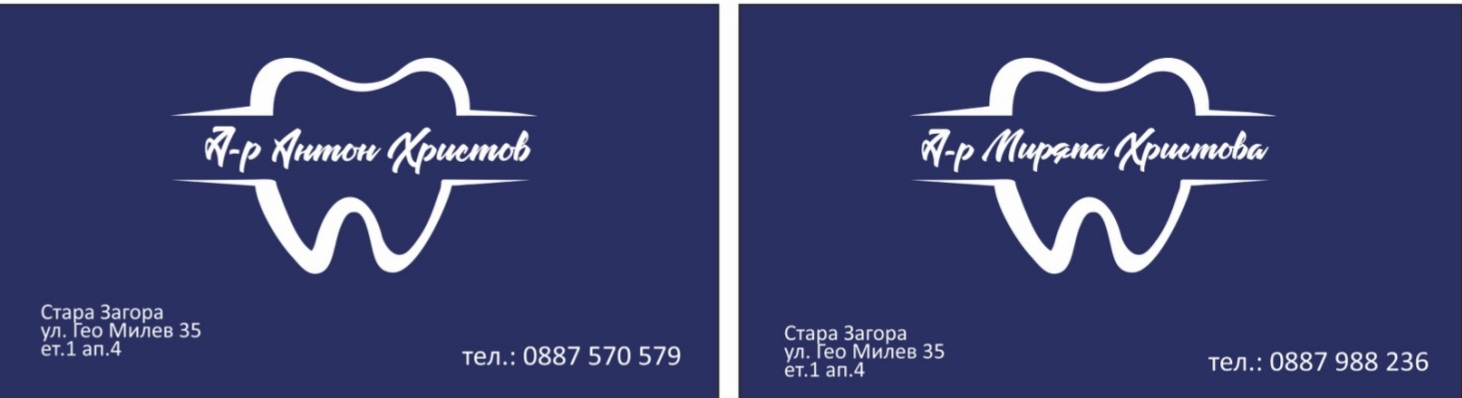 Д-р Антон Христов
Стара Загора
ул. Гео Милев 35
ет.1 ап.4
тел.: 0887 570 579
Д-р Миряпа Христова
Стара Загора
ул. Гео Милев 35
ет.1 ап.4
тел.: 0887 988 236